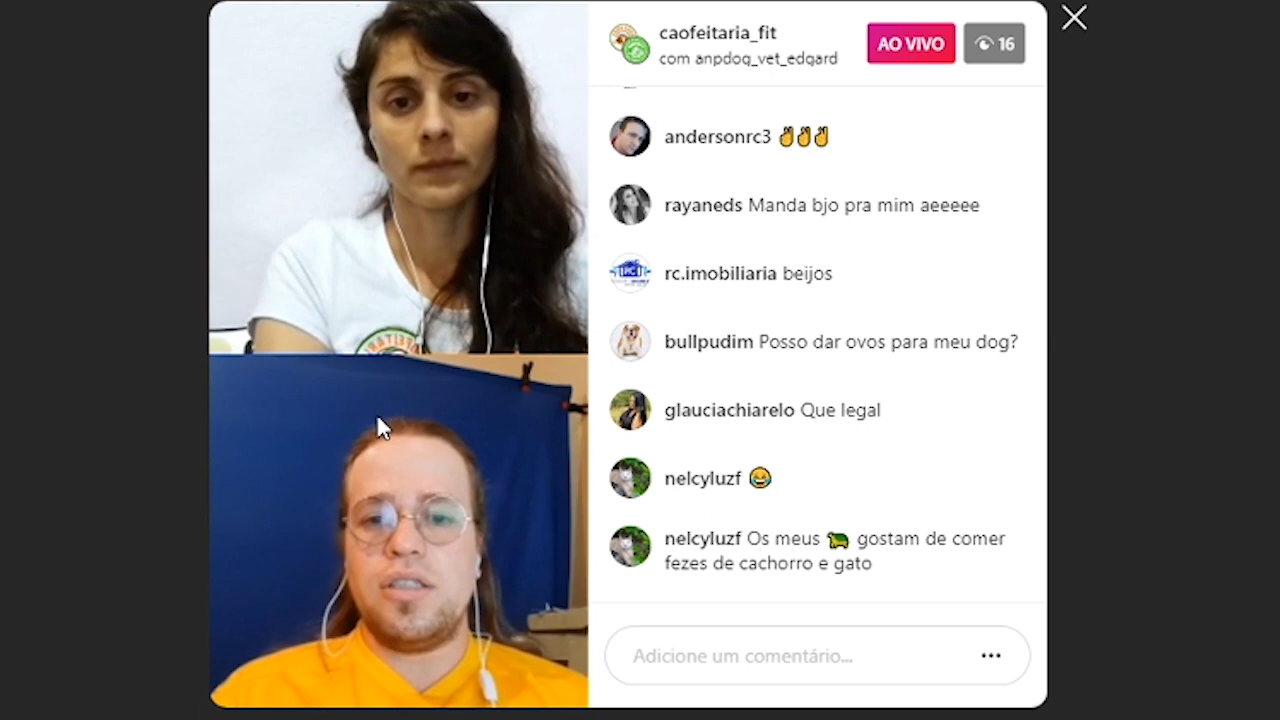 caofeitaria_fit
com anpdog_vet_edgard
AO VIVO
16
andersonrc3 ✌✌✌
rayaneds Manda bjo pra mim aeeeee
rc.imobiliaria beijos
bullpudim Posso dar ovos para meu dog?
glauciachiarelo Que legal
nelcyluzf 😂
nelcyluzf Os meus 🐢 gostam de comer
fezes de cachorro e gato
Adicione um comentário...